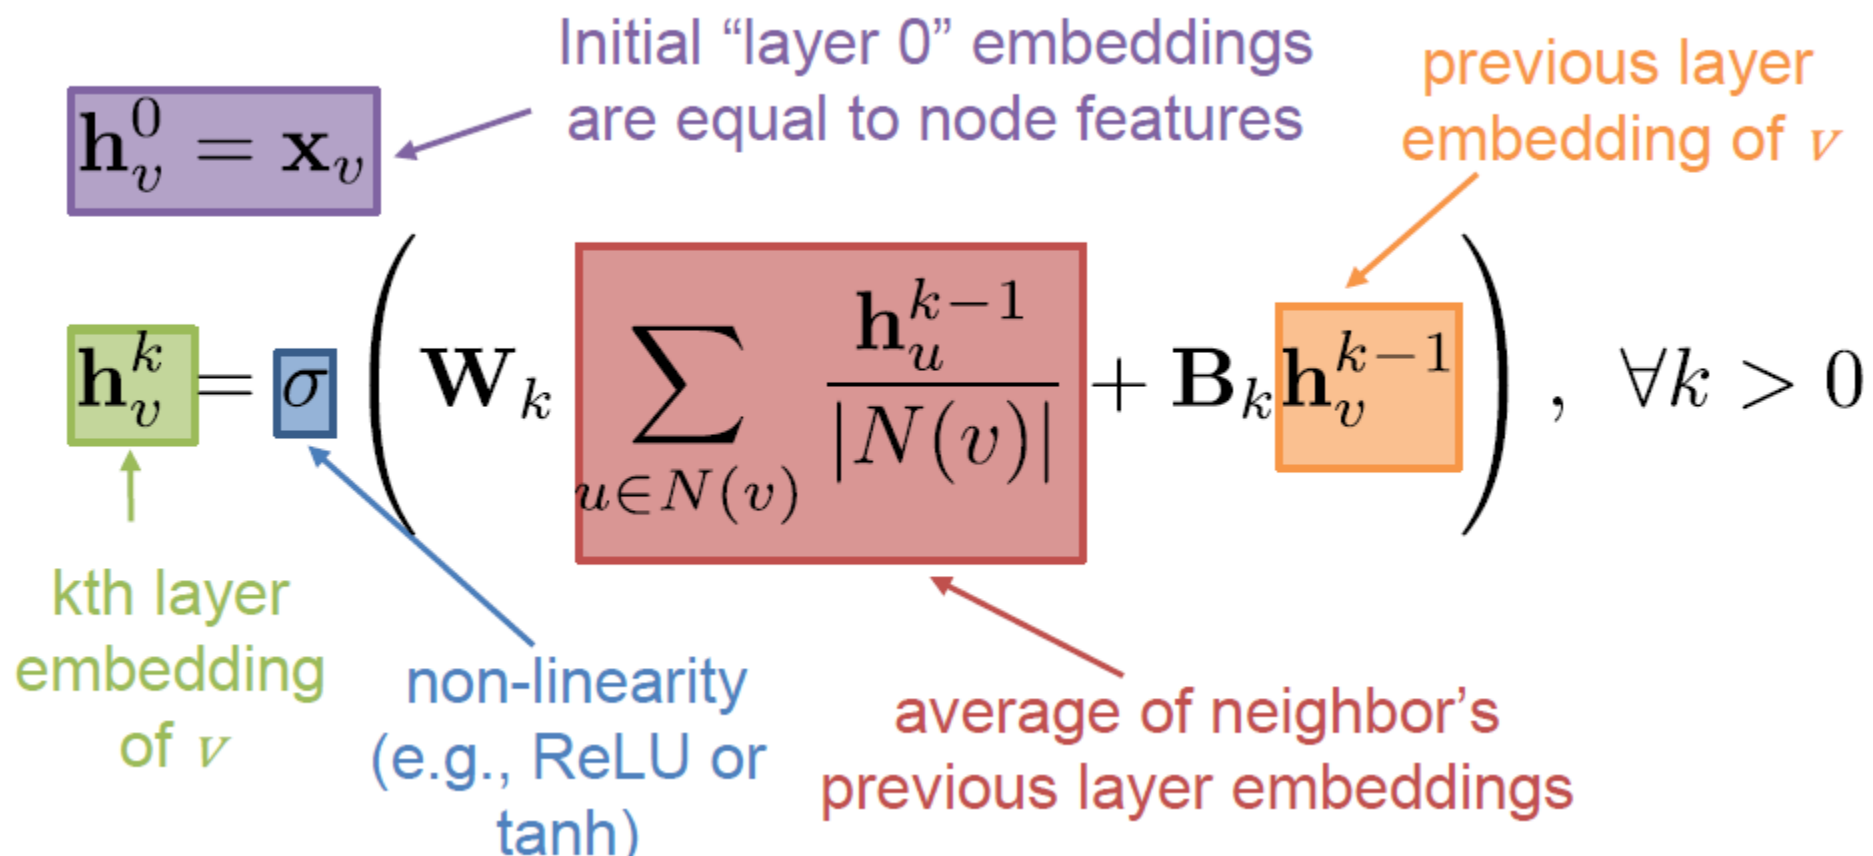 Initial “layer 0” embeddings
are equal to node features
previous layer
embedding of v
h_v^0 = x_v
h_v^k = σ ( W_k ∑_{u∈N(v)} h_u^{k−1} / |N(v)| + B_k h_v^{k−1} ) , ∀k > 0
kth layer
embedding
of v
non-linearity
(e.g., ReLU or
tanh)
average of neighbor’s
previous layer embeddings